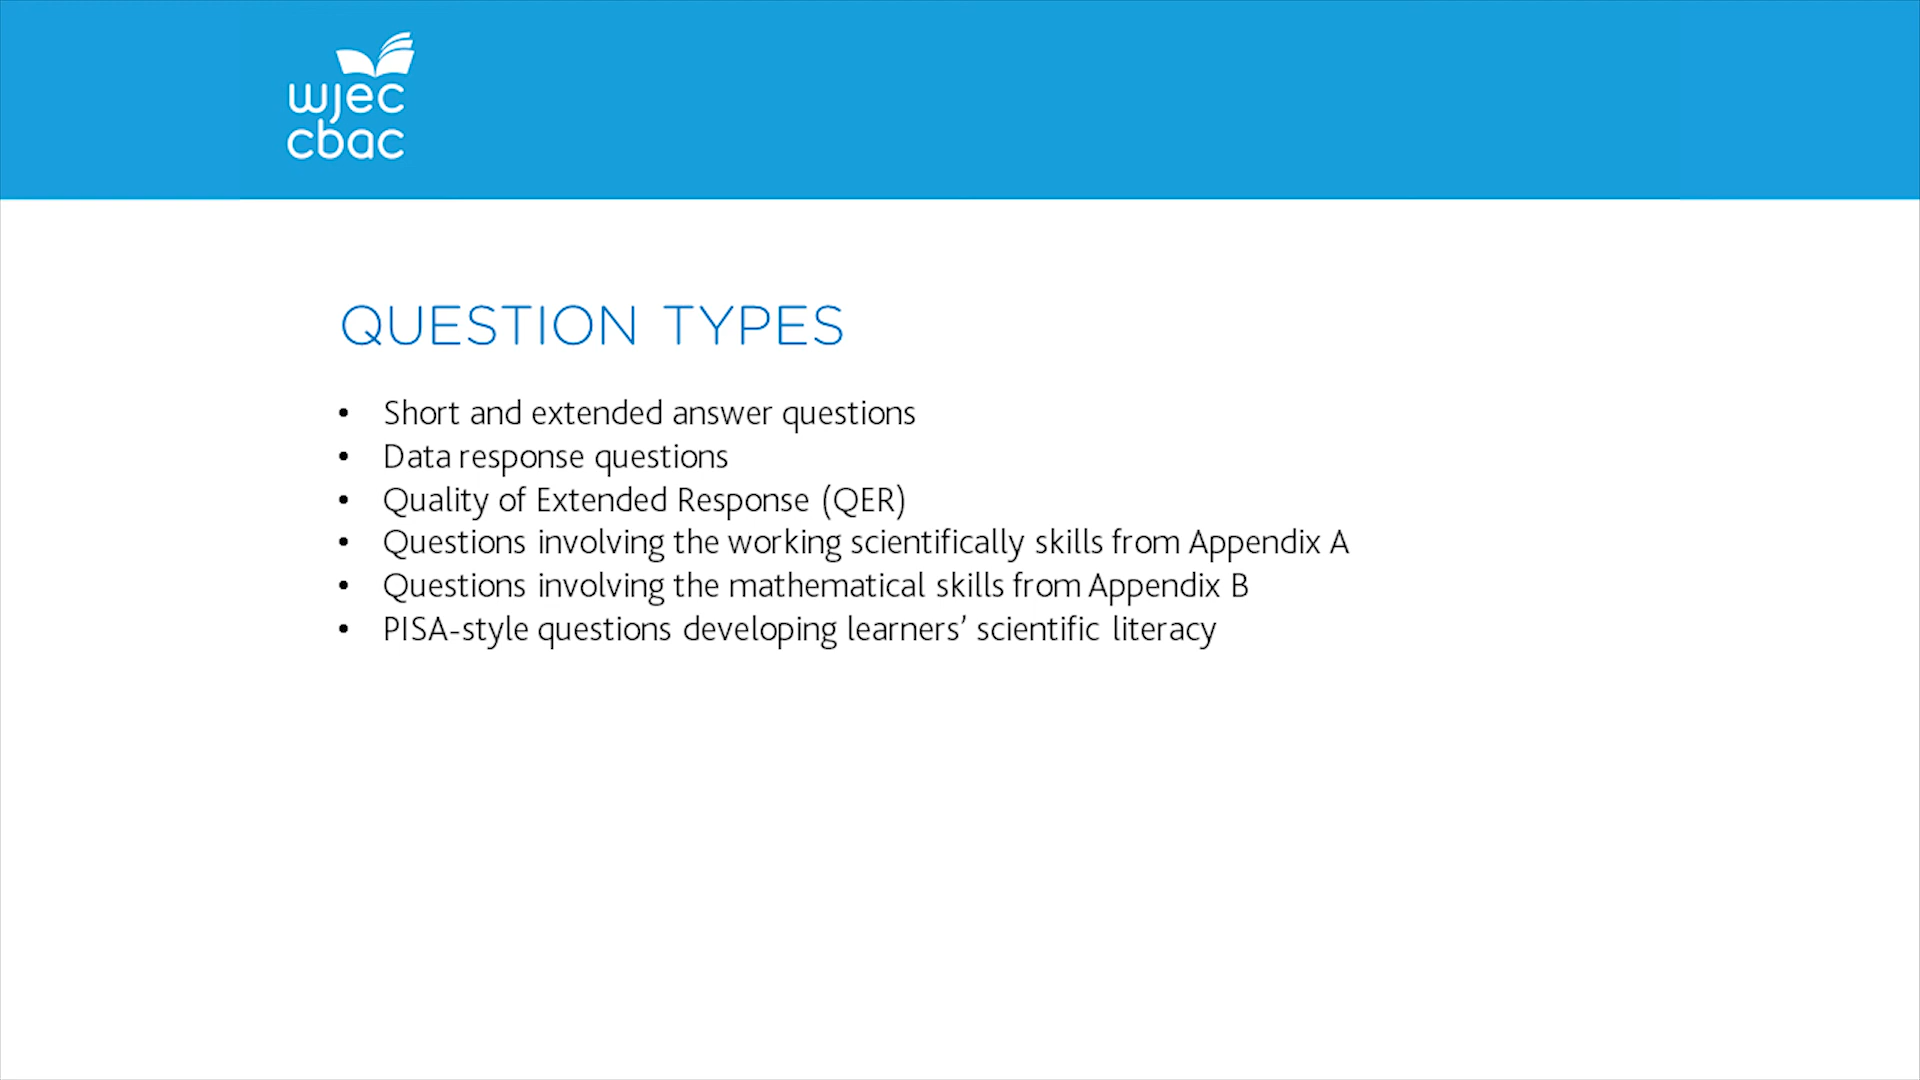 wjec
cbac
QUESTION TYPES
• Short and extended answer questions
• Data response questions
• Quality of Extended Response (QER)
• Questions involving the working scientifically skills from Appendix A
• Questions involving the mathematical skills from Appendix B
• PISA-style questions developing learners’ scientific literacy